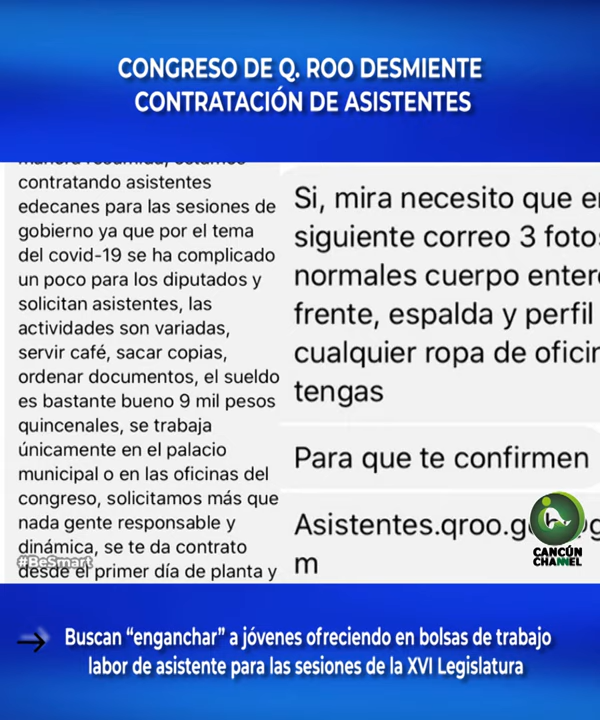 CONGRESO DE Q. ROO DESMIENTE
CONTRATACIÓN DE ASISTENTES
contratando asistentes
edecanes para las sesiones de
gobierno ya que por el tema
del covid-19 se ha complicado
un poco para los diputados y
solicitan asistentes, las
actividades son variadas,
servir café, sacar copias,
ordenar documentos, el sueldo
es bastante bueno 9 mil pesos
quincenales, se trabaja
únicamente en el palacio
municipal o en las oficinas del
congreso, solicitamos más que
nada gente responsable y
dinámica, se te da contrato
desde el primer día de planta y
#BeSmart
Si, mira necesito que
siguiente correo 3
normales cuerpo
frente, espalda y perfil
cualquier ropa de
tengas
Para que te confirmen
Asistentes.qroo.g
m
CANCÚN
CHANNEL
→ Buscan “enganchar” a jóvenes ofreciendo en bolsas de trabajo
labor de asistente para las sesiones de la XVI Legislatura